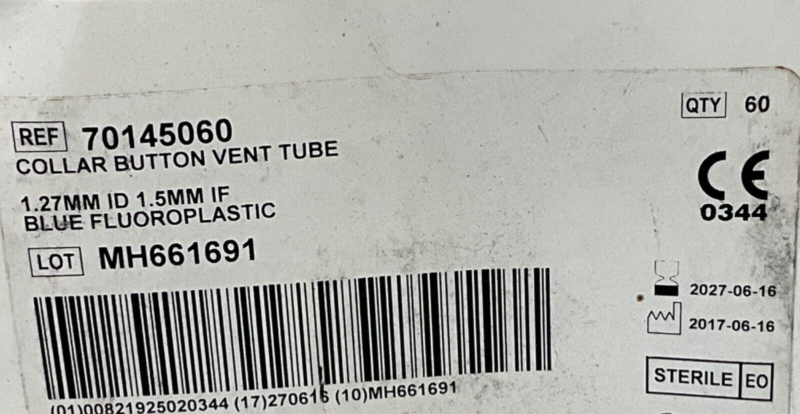 REF 70145060
COLLAR BUTTON VENT TUBE
1.27MM ID 1.5MM IF
BLUE FLUOROPLASTIC
LOT MH661691
(01)00821925020344 (17)270616 (10)MH661691
QTY 60
CE
0344
2027-06-16
2017-06-16
STERILE EO